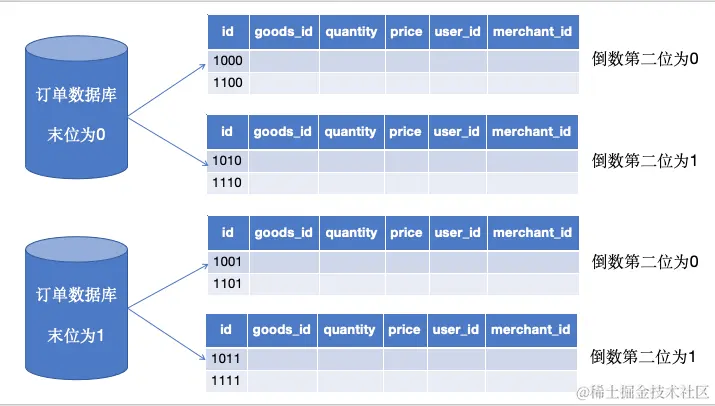 订单数据库
末位为0
id goods_id quantity price user_id merchant_id
1000
1100
倒数第二位为0
id goods_id quantity price user_id merchant_id
1010
1110
倒数第二位为1
订单数据库
末位为1
id goods_id quantity price user_id merchant_id
1001
1101
倒数第二位为0
id goods_id quantity price user_id merchant_id
1011
1111
倒数第二位为1
@稀土掘金技术社区